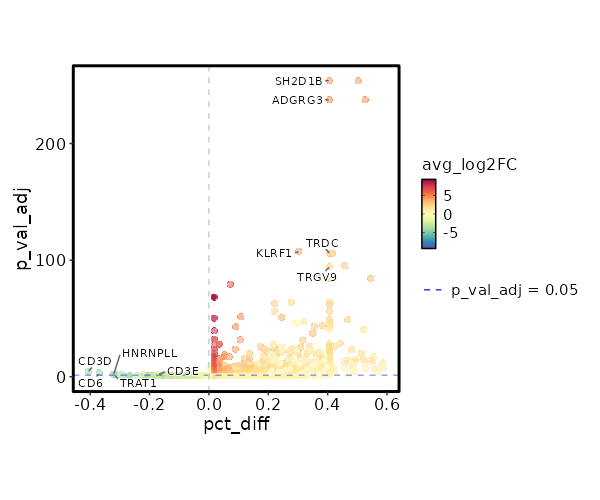 SH2D1B
ADGRG3
200
avg_log2FC
5
0
-5
TRDC
KLRF1
100
TRGV9
p_val_adj = 0.05
p_val_adj
HNRNPLL
CD3D
CD3E
0
CD6
TRAT1
-0.4
-0.2
0.0
0.2
0.4
0.6
pct_diff